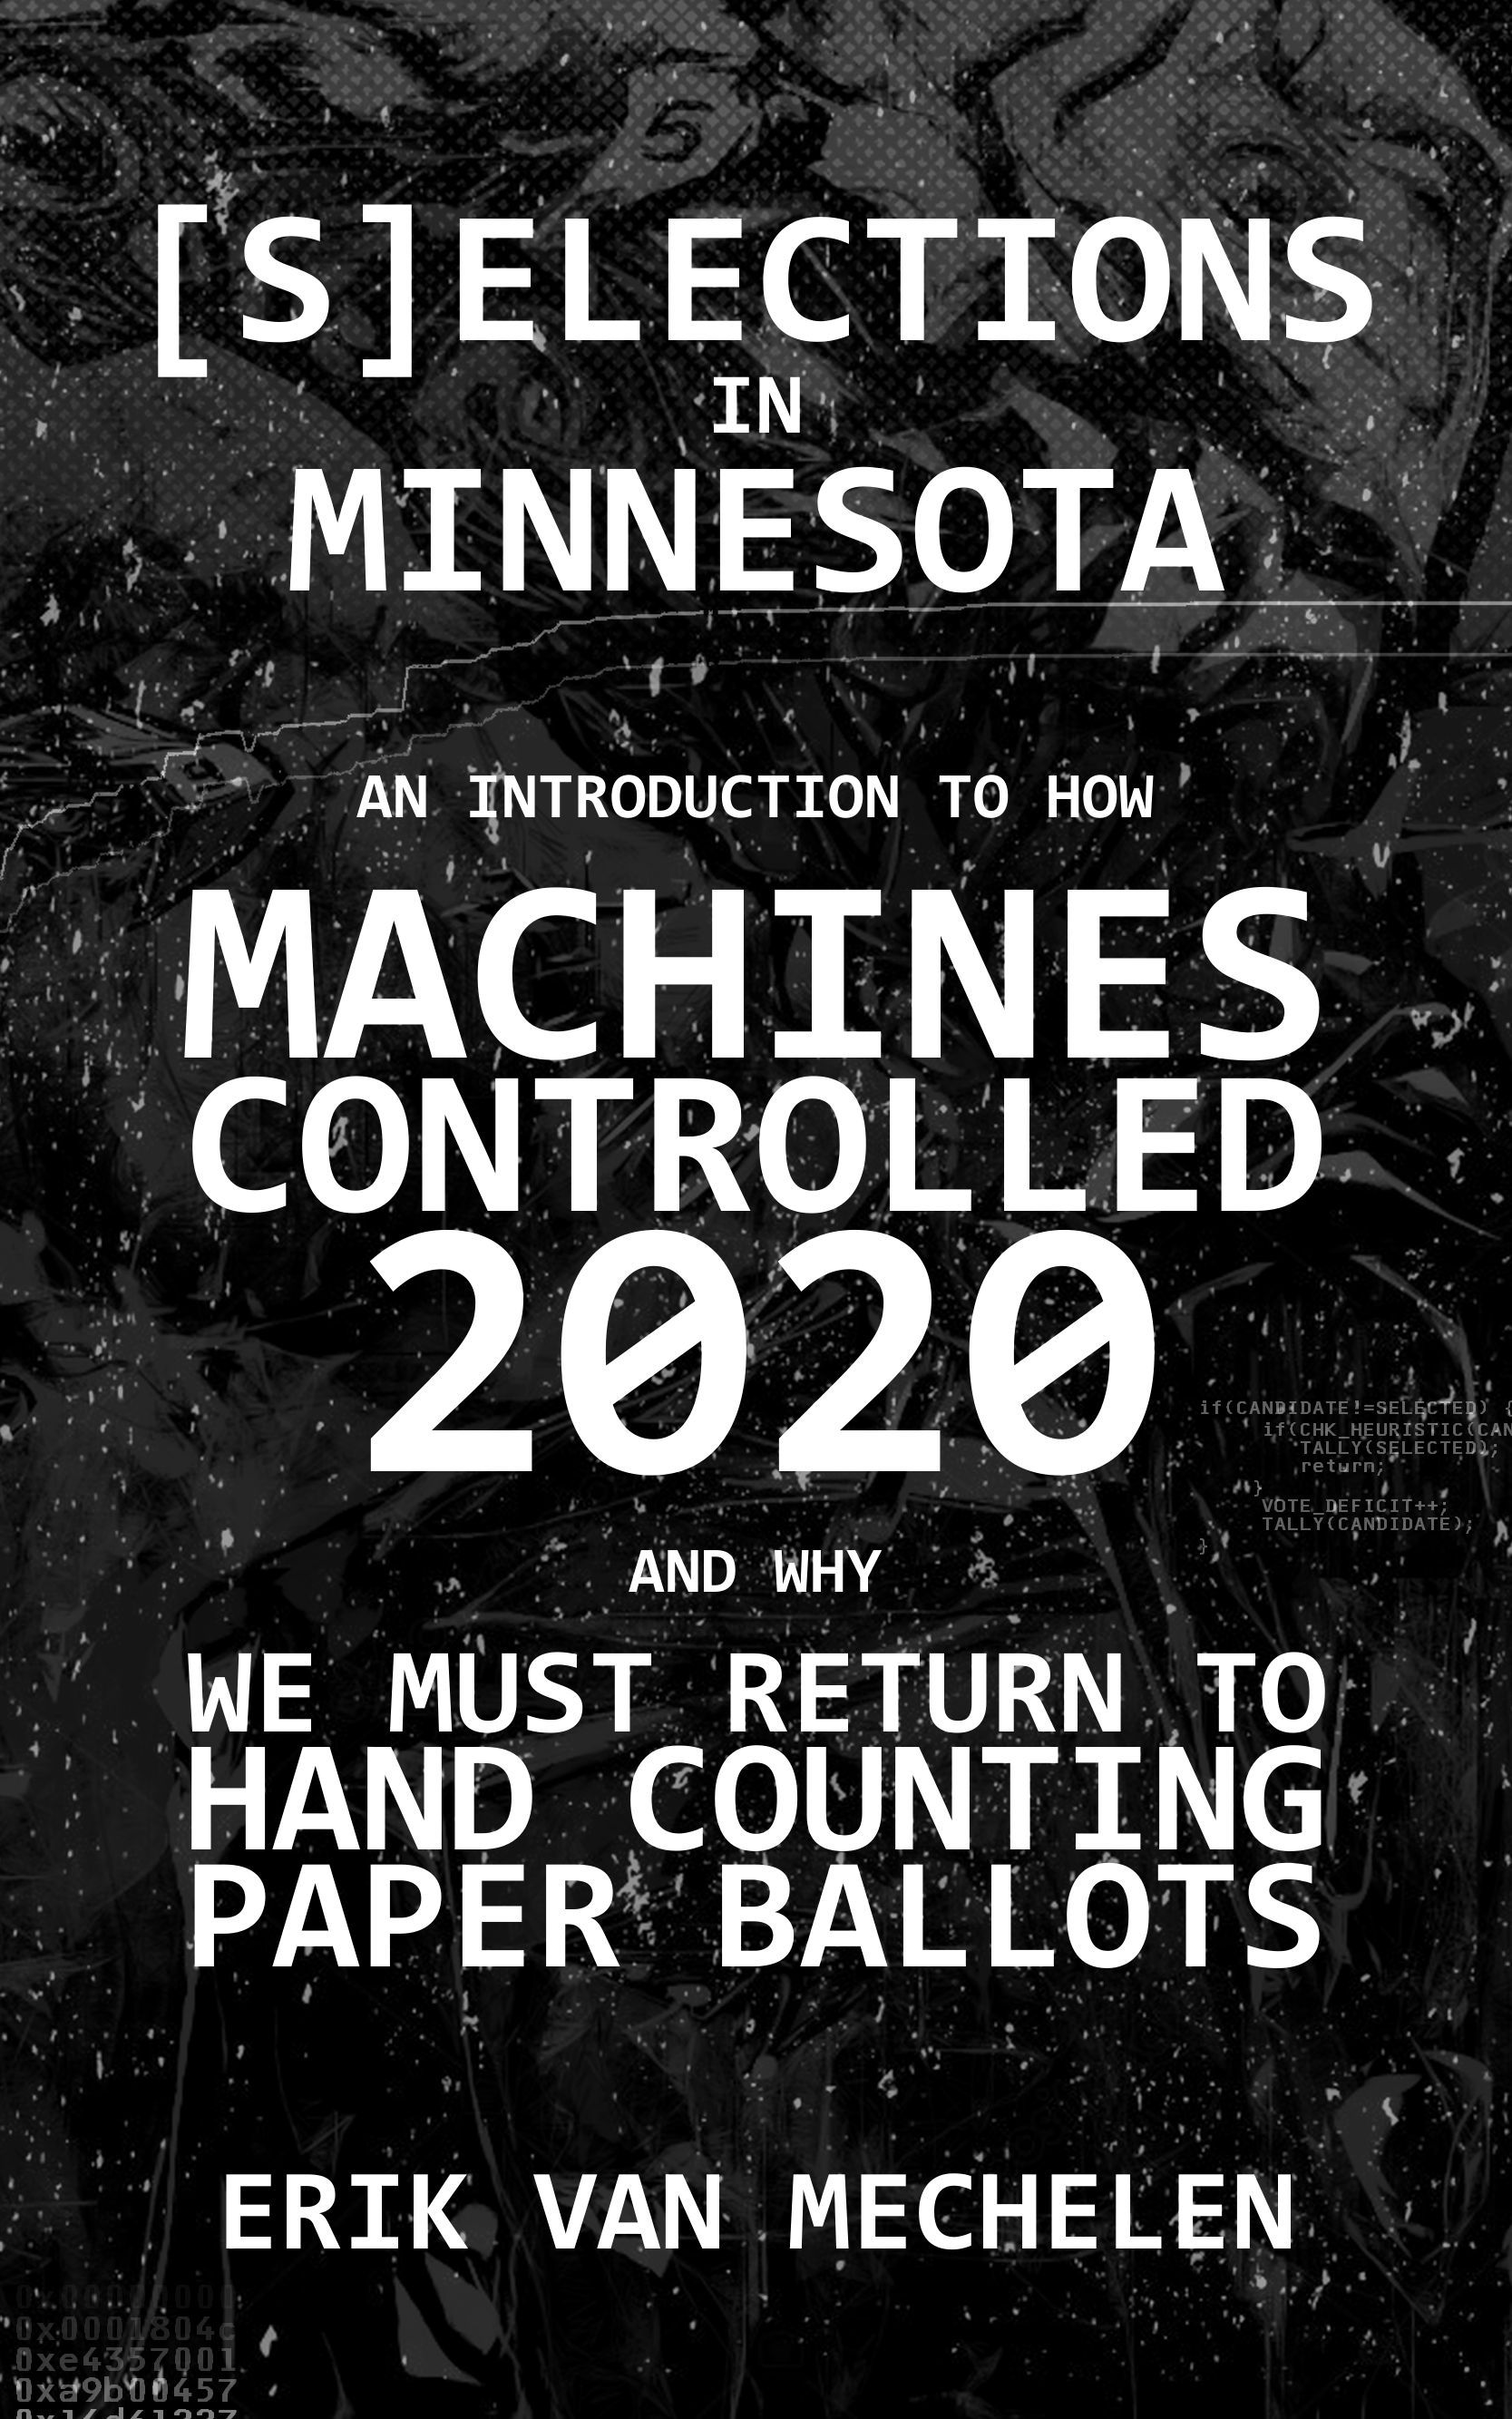 [S]ELECTIONS
IN
MINNESOTA
AN INTRODUCTION TO HOW
MACHINES
CONTROLLED
2020
if(CANDIDATE!=SELECTED) {
if(CHK_HEURISTIC(CAN
TALLY(SELECTED);
return;
}
VOTE_DEFICIT++;
TALLY(CANDIDATE);
}
AND WHY
WE MUST RETURN TO
HAND COUNTING
PAPER BALLOTS
ERIK VAN MECHELEN
0x0001804c
0xe4357001
0xa9b00457